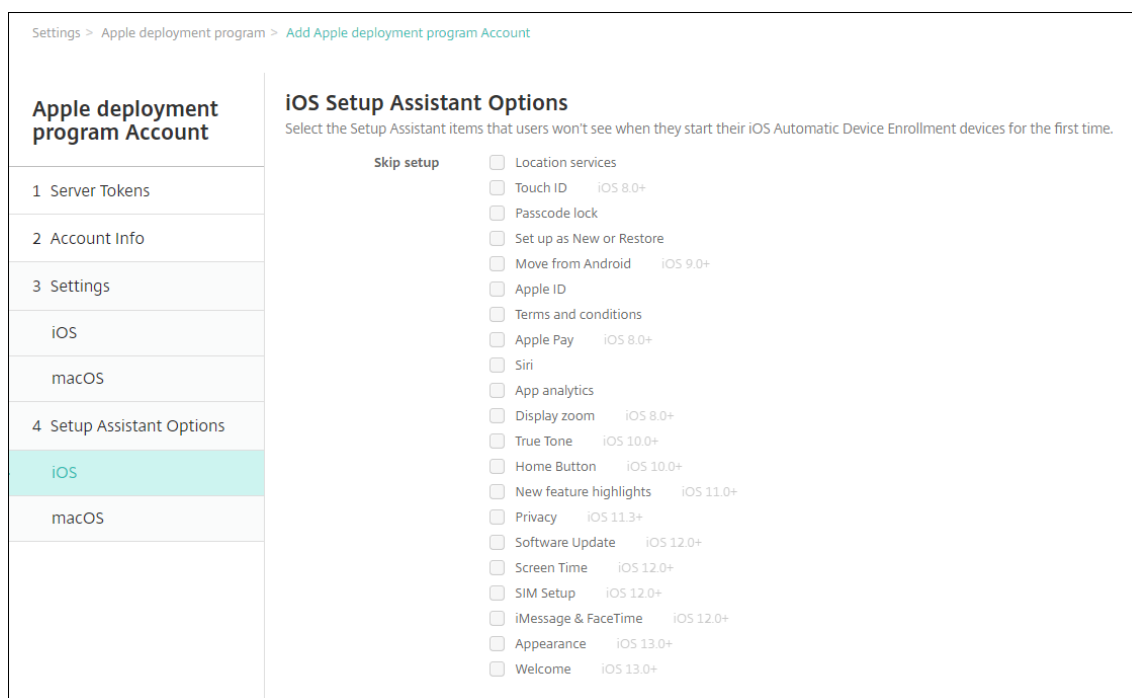 Settings > Apple deployment program > Add Apple deployment program Account
Apple deployment
program Account
1 Server Tokens
2 Account Info
3 Settings
iOS
macOS
4 Setup Assistant Options
iOS
macOS
iOS Setup Assistant Options
Select the Setup Assistant items that users won't see when they start their iOS Automatic Device Enrollment devices for the first time.
Skip setup Location services
Touch ID iOS 8.0+
Passcode lock
Set up as New or Restore
Move from Android iOS 9.0+
Apple ID
Terms and conditions
Apple Pay iOS 8.0+
Siri
App analytics
Display zoom iOS 8.0+
True Tone iOS 10.0+
Home Button iOS 10.0+
New feature highlights iOS 11.0+
Privacy iOS 11.3+
Software Update iOS 12.0+
Screen Time iOS 12.0+
SIM Setup iOS 12.0+
iMessage & FaceTime iOS 12.0+
Appearance iOS 13.0+
Welcome iOS 13.0+